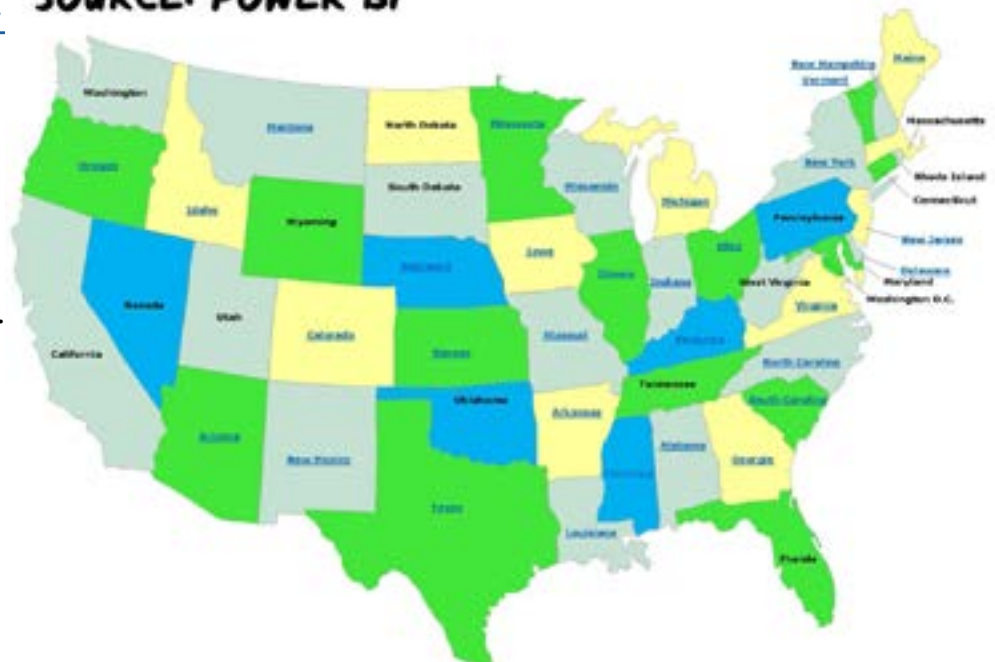 SOURCE: POWER BI
Maine
New Hampshire
Vermont
Washington
Massachusetts
Montana
North Dakota
Minnesota
Oregon
New York
Rhode Island
South Dakota
Wisconsin
Connecticut
Michigan
Idaho
Wyoming
Pennsylvania
New Jersey
Iowa
Ohio
Nebraska
Delaware
Illinois
Indiana
West Virginia
Maryland
Washington D.C.
Nevada
Virginia
Utah
Colorado
Missouri
Kentucky
California
Kansas
North Carolina
Tennessee
Oklahoma
South Carolina
Arkansas
Arizona
Alabama
New Mexico
Georgia
Texas
Louisiana
Florida